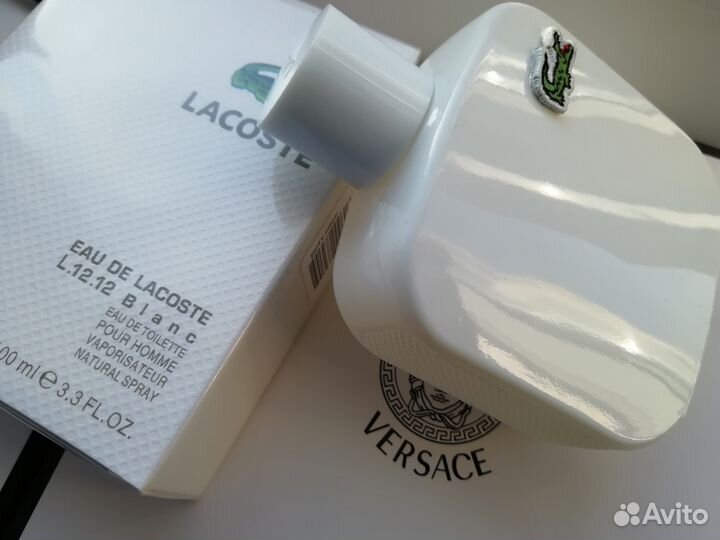 LACOSTE
EAU DE LACOSTE
L.12.12 Blanc
EAU DE TOILETTE
POUR HOMME
VAPORISATEUR
NATURAL SPRAY
00 ml ℮ 3.3 FL.OZ.
VERSACE
Avito